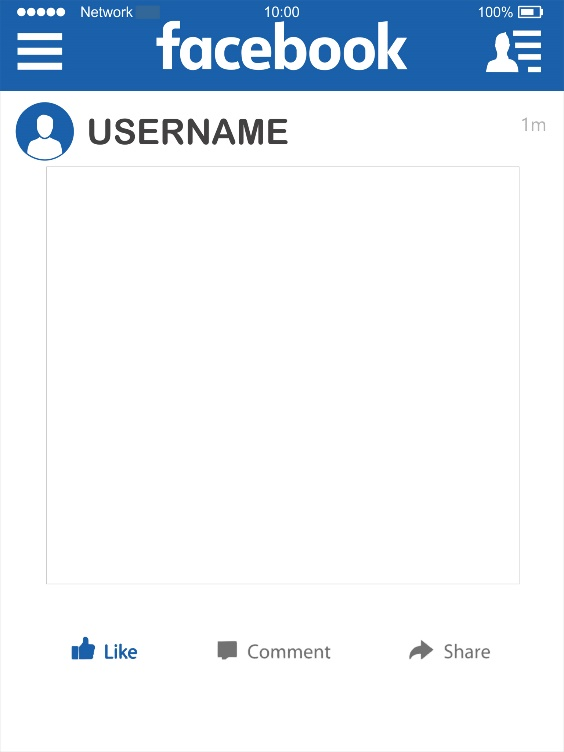 Network 10:00 100%
facebook
USERNAME 1m
Like Comment Share